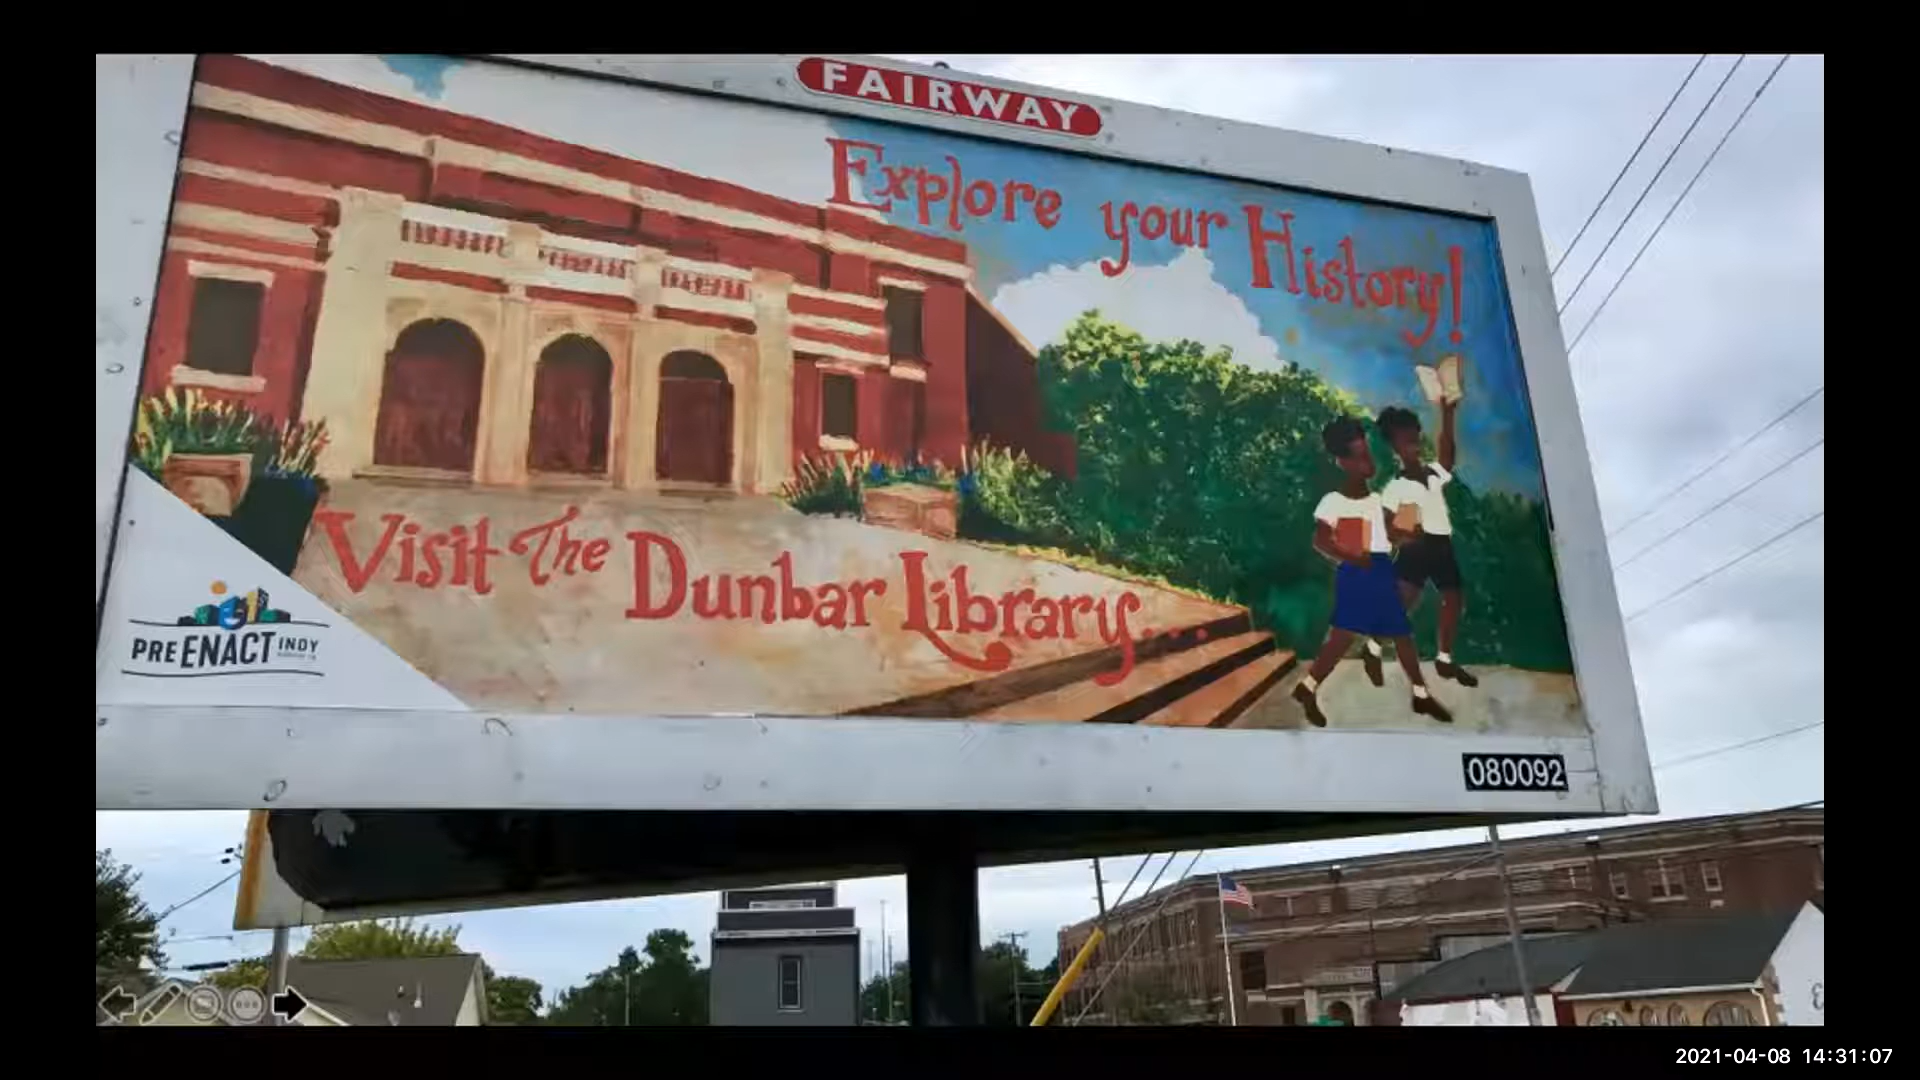 FAIRWAY
Explore your History!
Visit The Dunbar Library...
PRE ENACT INDY
080092
2021-04-08 14:31:07